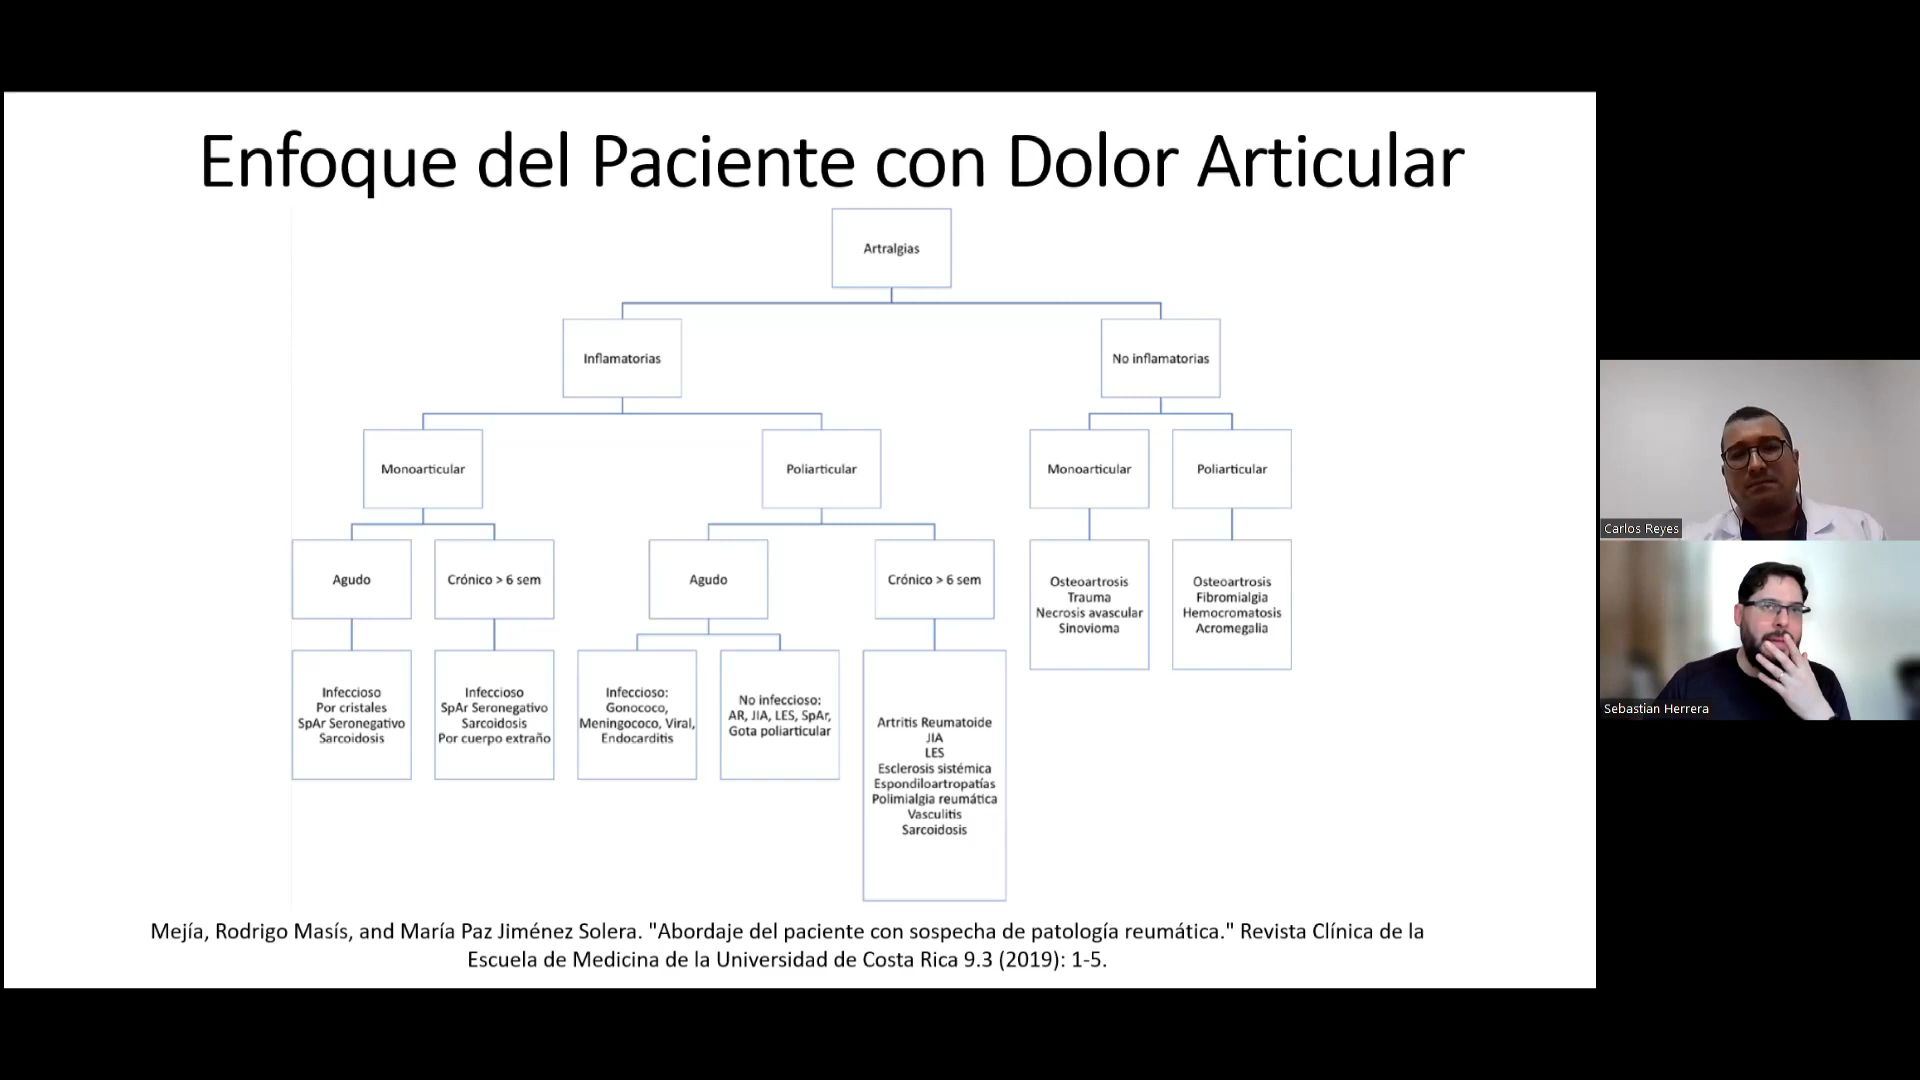 Enfoque del Paciente con Dolor Articular
Artralgias
Inflamatorias
No inflamatorias
Monoarticular
Poliarticular
Monoarticular
Poliarticular
Agudo
Crónico > 6 sem
Agudo
Crónico > 6 sem
Osteoartrosis
Trauma
Necrosis avascular
Sinovioma
Osteoartrosis
Fibromialgia
Hemocromatosis
Acromegalia
Infeccioso
Por cristales
SpAr Seronegativo
Sarcoidosis
Infeccioso
SpAr Seronegativo
Sarcoidosis
Por cuerpo extraño
Infeccioso:
Gonococo,
Meningococo, Viral,
Endocarditis
No infeccioso:
AR, JIA, LES, SpAr,
Gota poliarticular
Artritis Reumatoide
JIA
LES
Esclerosis sistémica
Espondiloartropatías
Polimialgia reumática
Vasculitis
Sarcoidosis
Mejía, Rodrigo Masís, and María Paz Jiménez Solera. "Abordaje del paciente con sospecha de patología reumática." Revista Clínica de la
Escuela de Medicina de la Universidad de Costa Rica 9.3 (2019): 1-5.
Carlos Reyes
Sebastian Herrera